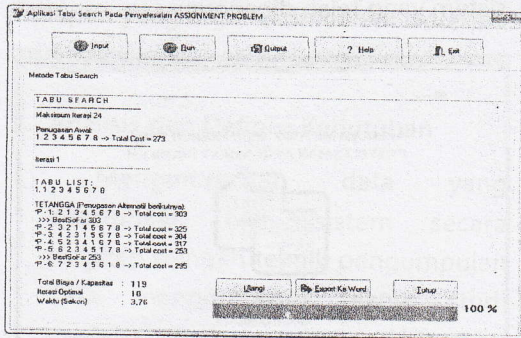 Aplikasi Tabu Search Pada Penyelesaian ASSIGNMENT PROBLEM
Input Run Output ? Help Exit
Metode Tabu Search
TABU SEARCH
Maksimum Iterasi 24
Penugasan Awal:
1 2 3 4 5 6 7 8 -> Total Cost = 273
Iterasi 1
TABU LIST:
1. 1 2 3 4 5 6 7 8
TETANGGA (Penugasan Alternatif berikutnya):
*P - 1: 2 1 3 4 5 6 7 8 -> Total cost = 303
>>> BestSoFar 303
*P - 2: 3 2 1 4 5 6 7 8 -> Total cost = 325
*P - 3: 4 2 3 1 5 6 7 8 -> Total cost = 304
*P - 4: 5 2 3 4 1 6 7 8 -> Total cost = 317
*P - 5: 6 2 3 4 5 1 7 8 -> Total cost = 253
>>> BestSoFar 253
*P - 6: 7 2 3 4 5 6 1 8 -> Total cost = 295
Total Biaya / Kapasitas : 119
Iterasi Optimal : 18
Waktu (Sekon) : 3,76
Ulangi Export Ke Word Tutup
100 %